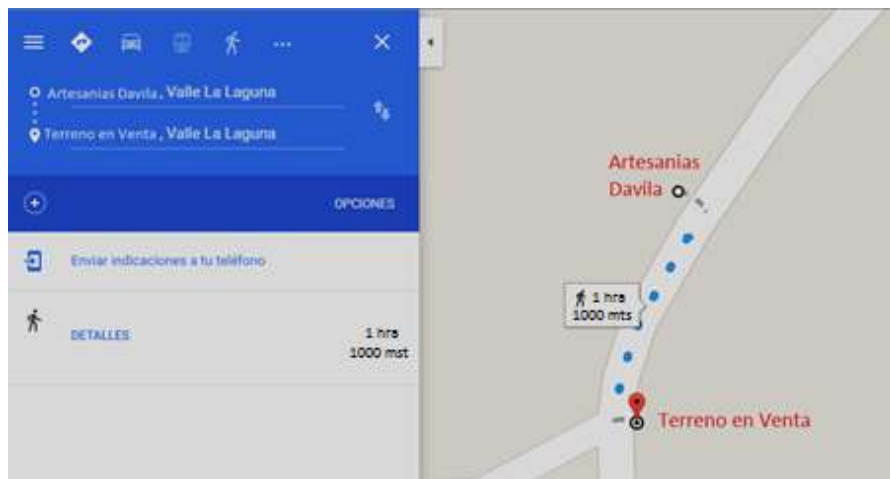 Artesanias Davila, Valle La Laguna
Terreno en Venta, Valle La Laguna
OPCIONES
Enviar indicaciones a tu teléfono
DETALLES
1 hra
1000 mst
Artesanias
Davila
1 hra
1000 mts
Terreno en Venta